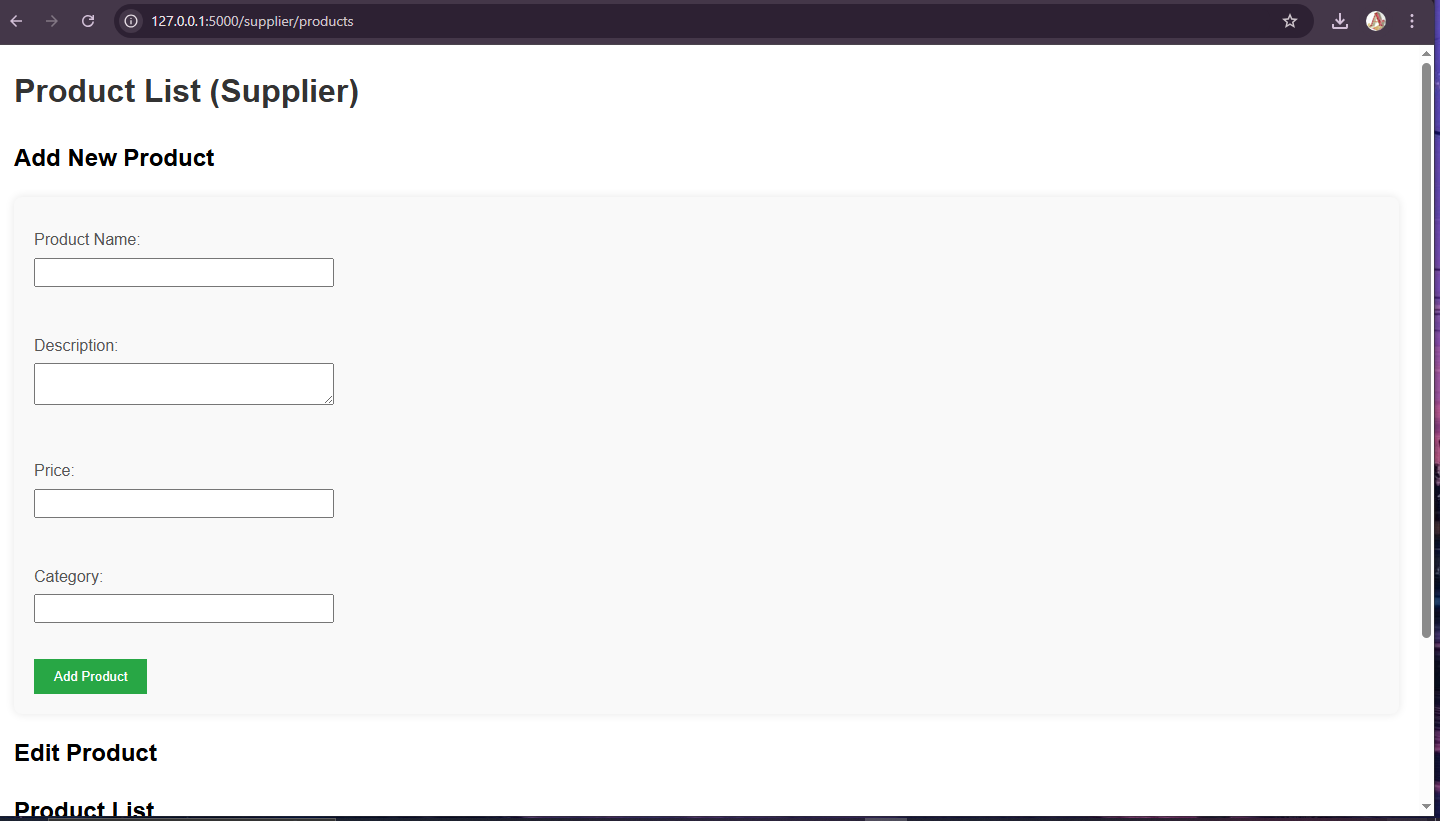 127.0.0.1:5000/supplier/products
Product List (Supplier)
Add New Product
Product Name:
Description:
Price:
Category:
Add Product
Edit Product
Product List